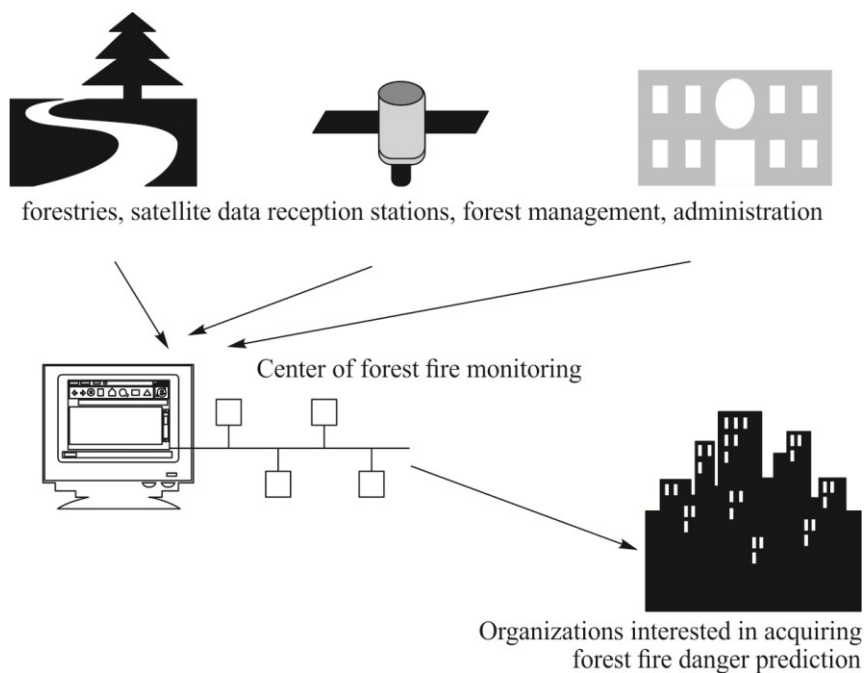 forestries, satellite data reception stations, forest management, administration
Center of forest fire monitoring
Organizations interested in acquiring
forest fire danger prediction